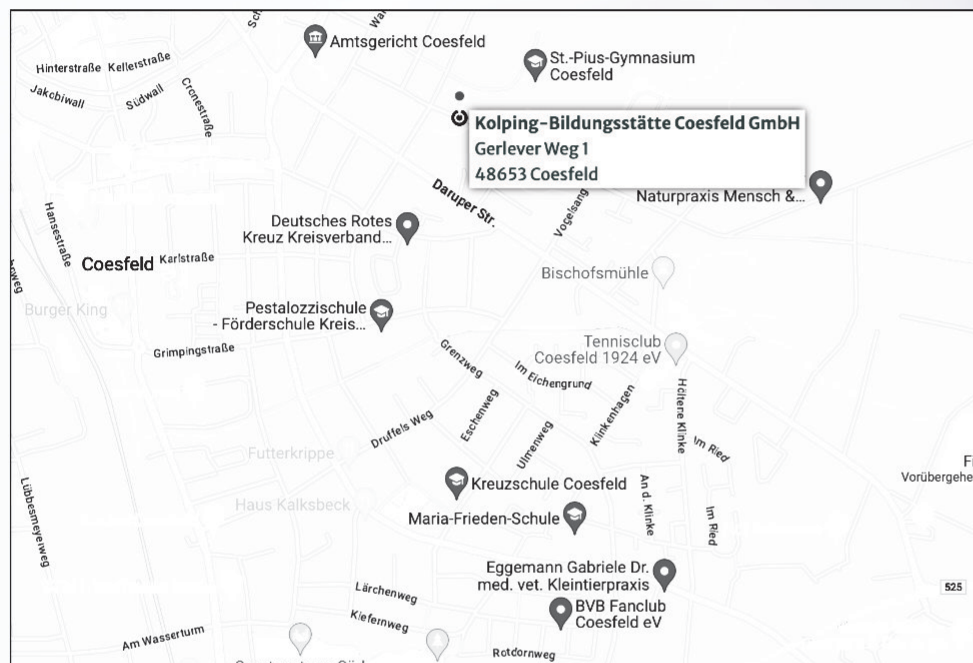 Amtsgericht Coesfeld
St.-Pius-Gymnasium
Coesfeld
Hinterstraße
Kellerstraße
Jakobiwall
Südwall
Cronestraße
Kolping-Bildungsstätte Coesfeld GmbH
Gerlever Weg 1
48653 Coesfeld
Daruper Str.
Vogelsang
Naturpraxis Mensch &...
Hansestraße
Deutsches Rotes
Kreuz Kreisverband...
Coesfeld
Karlstraße
Bischofsmühle
Burger King
Pestalozzischule
- Förderschule Kreis...
Grimpingstraße
Tennisclub
Coesfeld 1924 eV
Grenzweg
Im Eichengrund
Höltene Klinke
Klinkenhagen
Eschenweg
Druffels Weg
Ulmenweg
Im Ried
Futterkrippe
Haus Kalksbeck
Kreuzschule Coesfeld
Maria-Frieden-Schule
An d. Klinke
Im Ried
Lübbesmeyerweg
Eggemann Gabriele Dr.
med. vet. Kleintierpraxis
525
BVB Fanclub
Coesfeld eV
Lärchenweg
Kiefernweg
Am Wasserturm
Rotdornweg